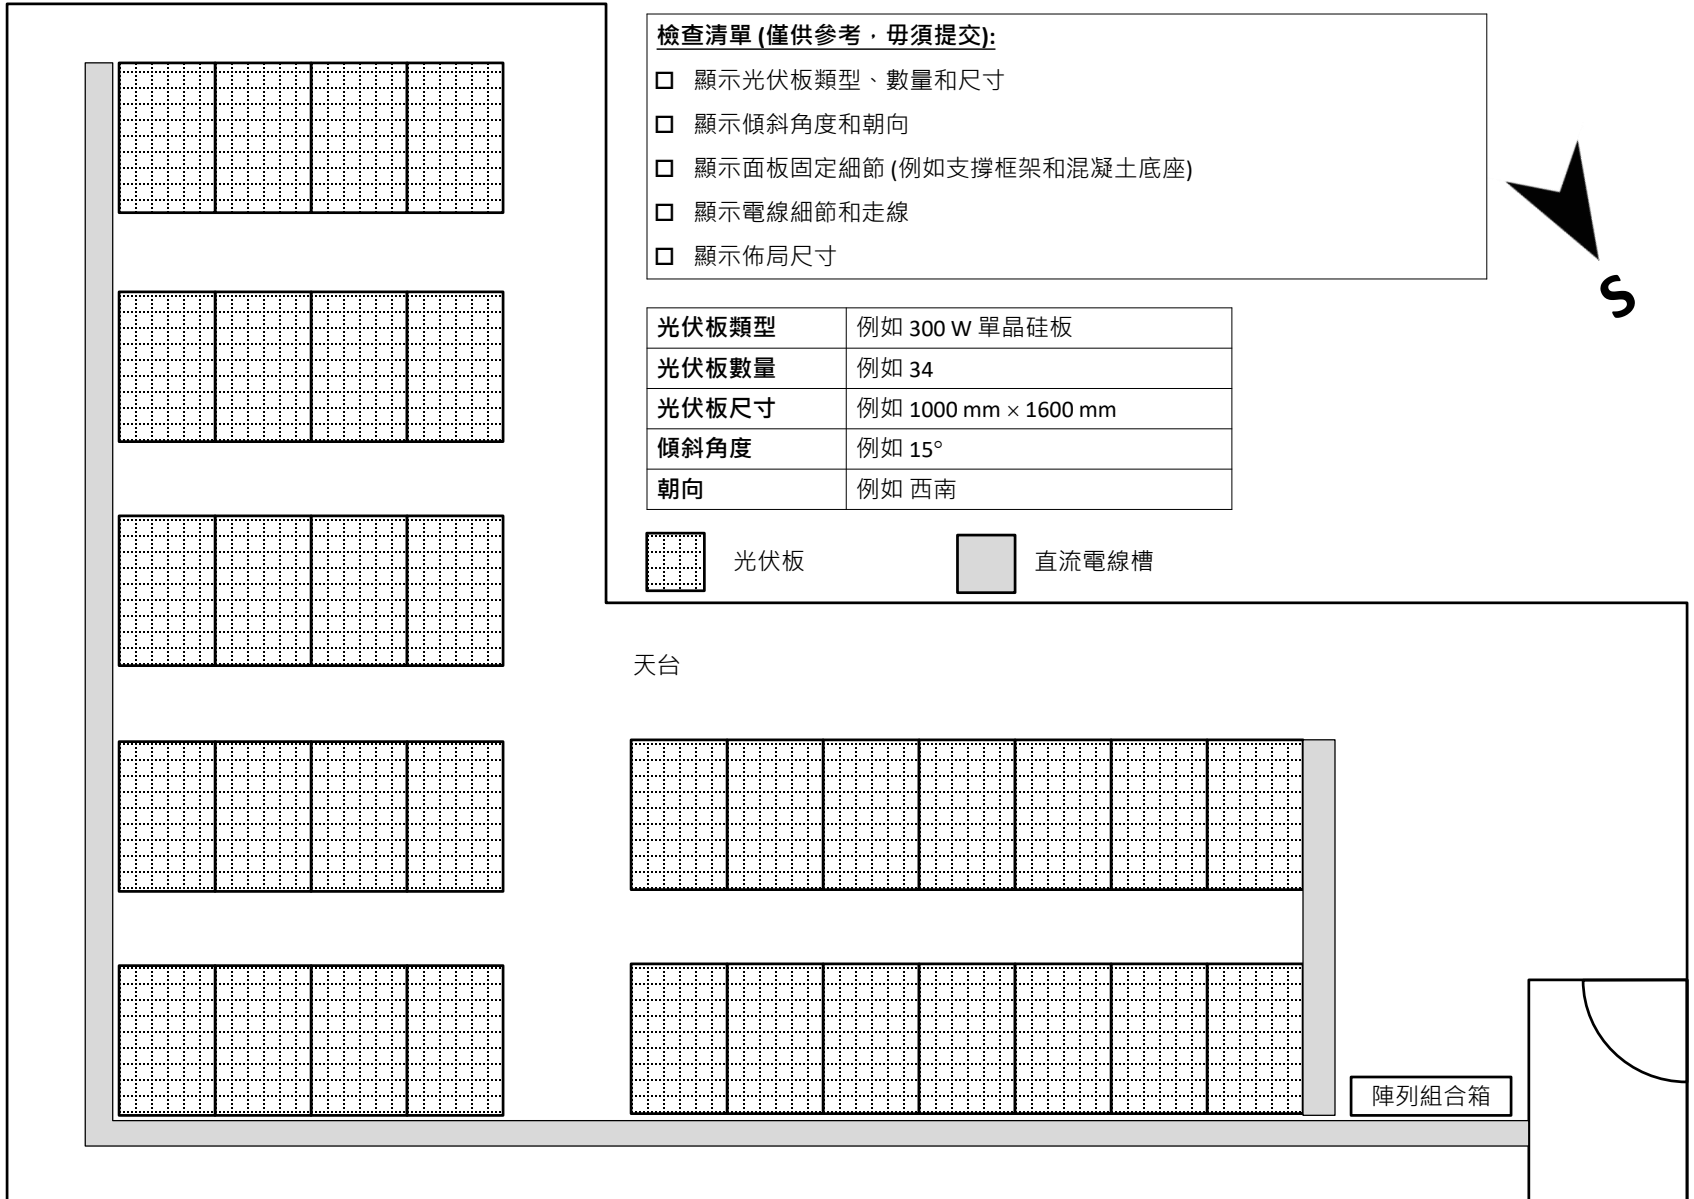 檢查清單 (僅供參考，毋須提交):
□ 顯示光伏板類型、數量和尺寸
□ 顯示傾斜角度和朝向
□ 顯示面板固定細節 (例如支撐框架和混凝土底座)
□ 顯示電線細節和走線
□ 顯示佈局尺寸
S
光伏板類型 例如 300 W 單晶硅板
光伏板數量 例如 34
光伏板尺寸 例如 1000 mm × 1600 mm
傾斜角度 例如 15°
朝向 例如 西南
光伏板 直流電線槽
天台
陣列組合箱